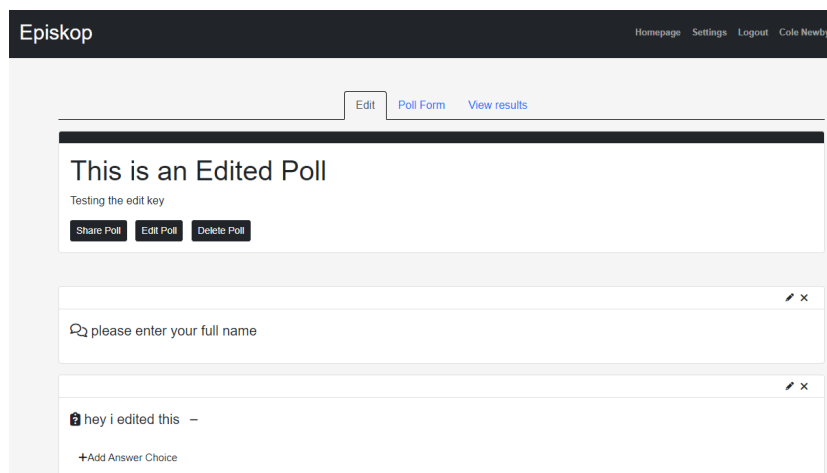 Episkop
Homepage Settings Logout Cole Newby
Edit Poll Form View results
This is an Edited Poll
Testing the edit key
Share Poll Edit Poll Delete Poll
please enter your full name
hey i edited this –
+Add Answer Choice